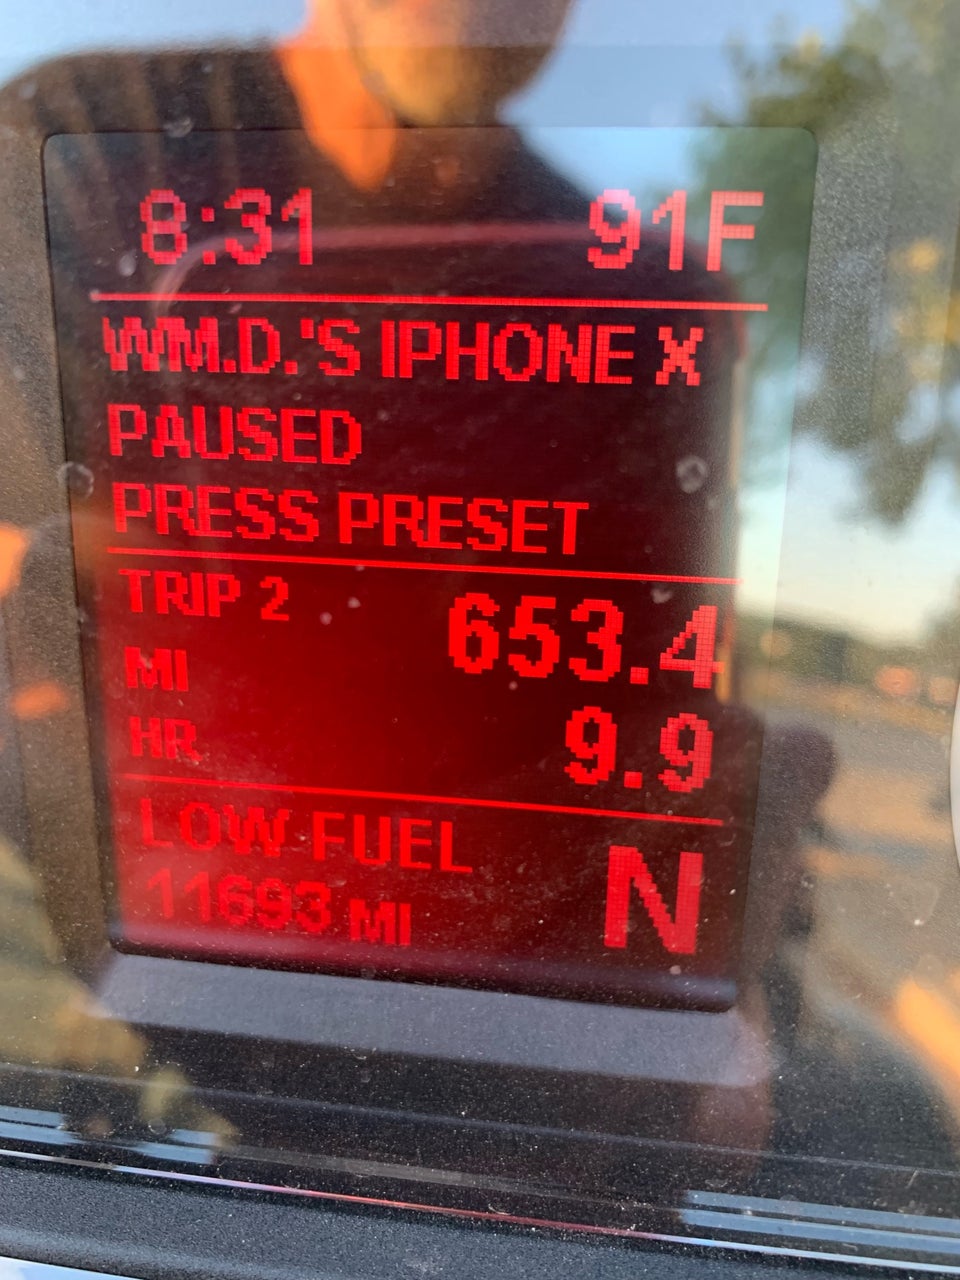 8:31 91F
WM.D.'S IPHONE X
PAUSED
PRESS PRESET
TRIP 2 653.4
MI
HR 9.9
LOW FUEL
11693 MI N